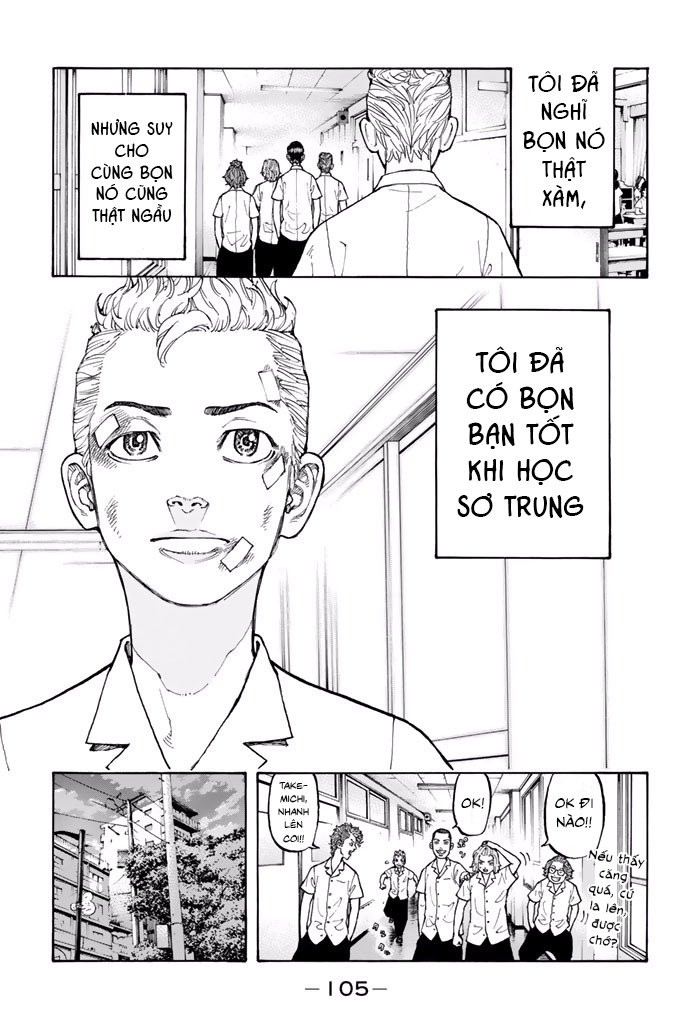 TÔI ĐÃ
NGHĨ
BỌN NÓ
THẬT
XÀM,
NHƯNG SUY
CHO
CÙNG BỌN
NÓ CŨNG
THẬT NGẦU
TÔI ĐÃ
CÓ BỌN
BẠN TỐT
KHI HỌC
SƠ TRUNG
TAKE-
MICHI,
NHANH
LÊN
COI!!
OK!
OK ĐI
NÀO!!
Nếu thấy
căng
quá, cứ
la lên,
được
chớ?
—105—